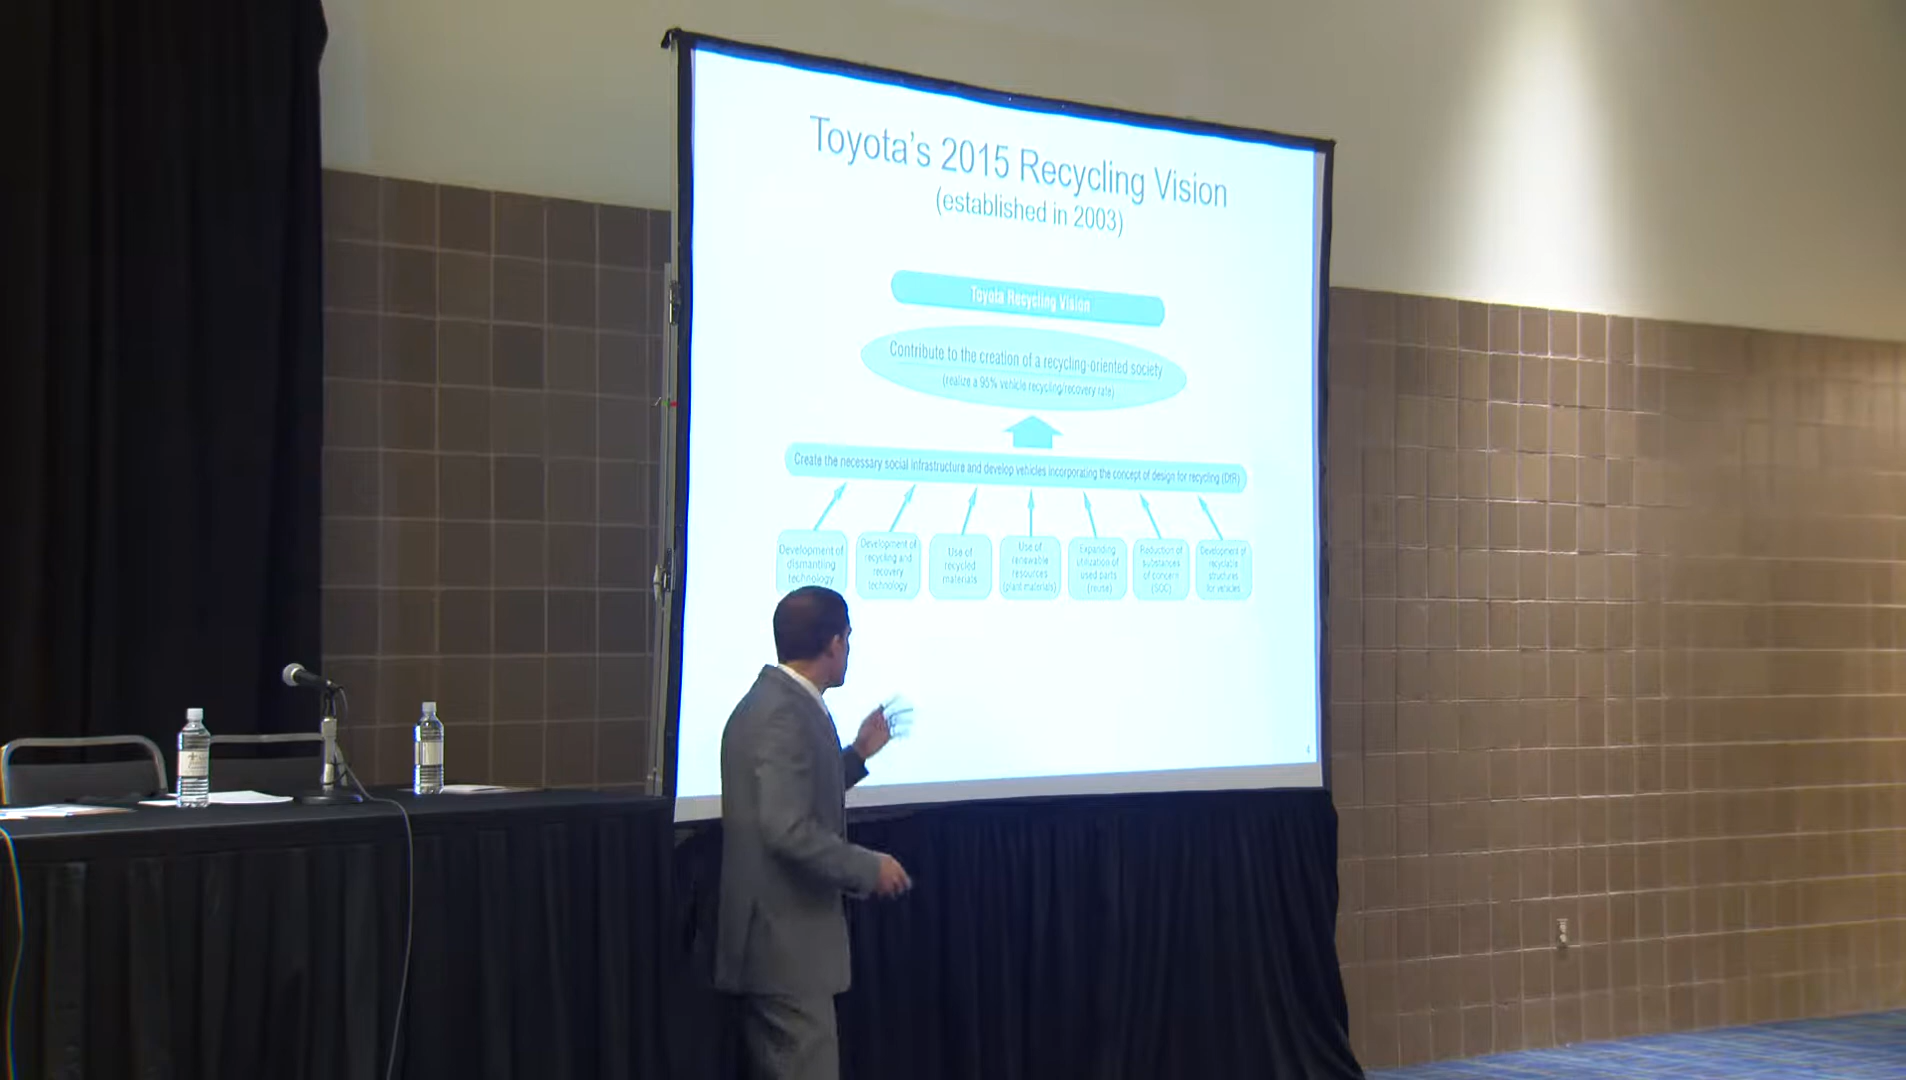 Toyota's 2015 Recycling Vision
(established in 2003)
Toyota Recycling Vision
Contribute to the creation of a recycling-oriented society
(realize a 95% vehicle recycling/recovery rate)
Create the necessary social infrastructure and develop vehicles incorporating the concept of design for recycling (DfR)
Development of
dismantling
technology
Development of
recycling and
recovery
technology
Use of
recycled
materials
Use of
renewable
resources
(plant materials)
Expanding
utilization of
used parts
(reuse)
Reduction of
substances
of concern
(SOC)
Development of
recyclable
structures
for vehicles
4